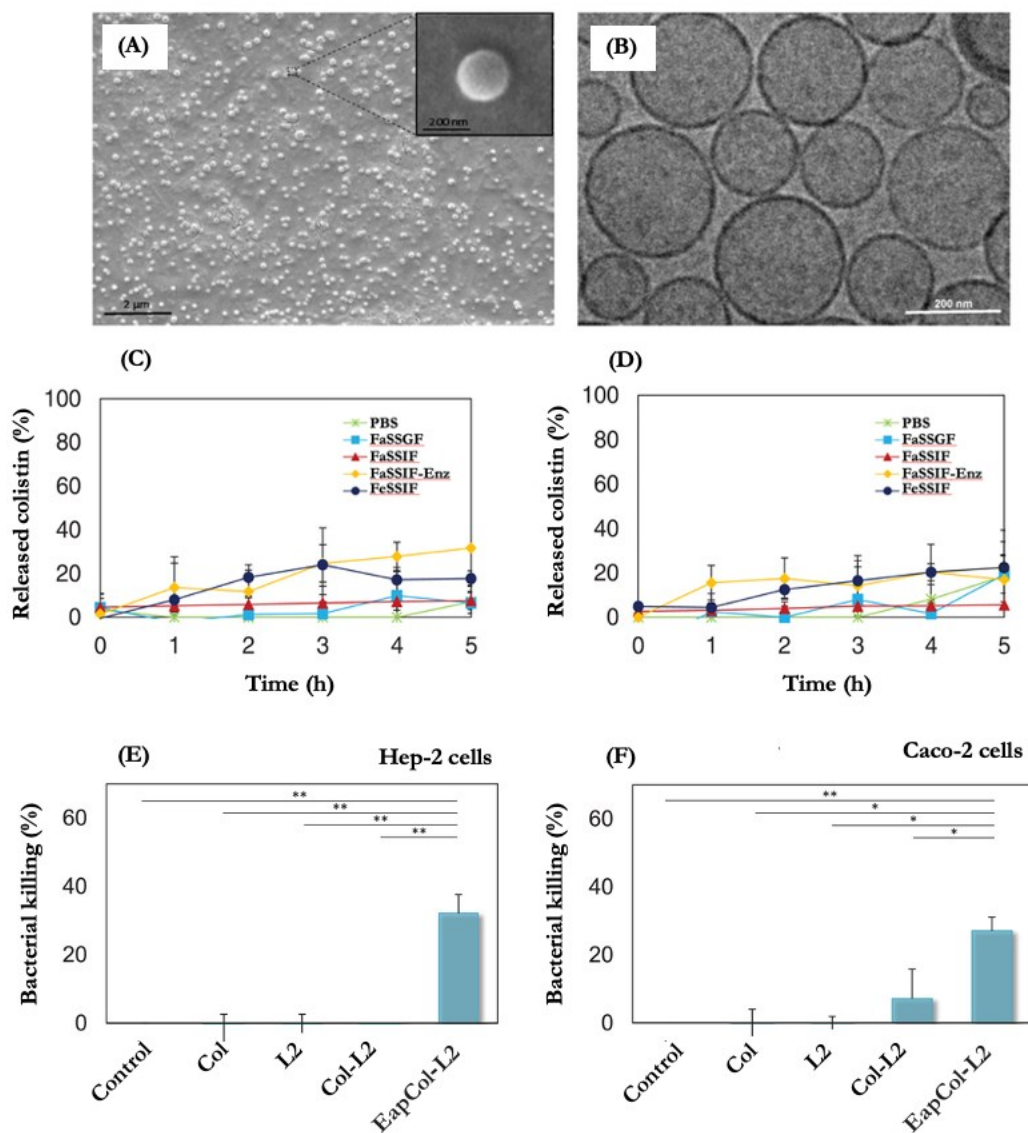 (A)
200 nm
2 µm
(B)
200 nm
(C)
Released colistin (%)
100
80
60
40
20
0
PBS
FaSSGF
FaSSIF
FaSSIF-Enz
FeSSIF
0 1 2 3 4 5
Time (h)
(D)
Released colistin (%)
100
80
60
40
20
0
PBS
FaSSGF
FaSSIF
FaSSIF-Enz
FeSSIF
0 1 2 3 4 5
Time (h)
(E)
Hep-2 cells
Bacterial killing (%)
60
40
20
0
**
**
**
**
Control
Col
L2
Col-L2
EapCol-L2
(F)
Caco-2 cells
Bacterial killing (%)
60
40
20
0
**
*
*
*
Control
Col
L2
Col-L2
EapCol-L2